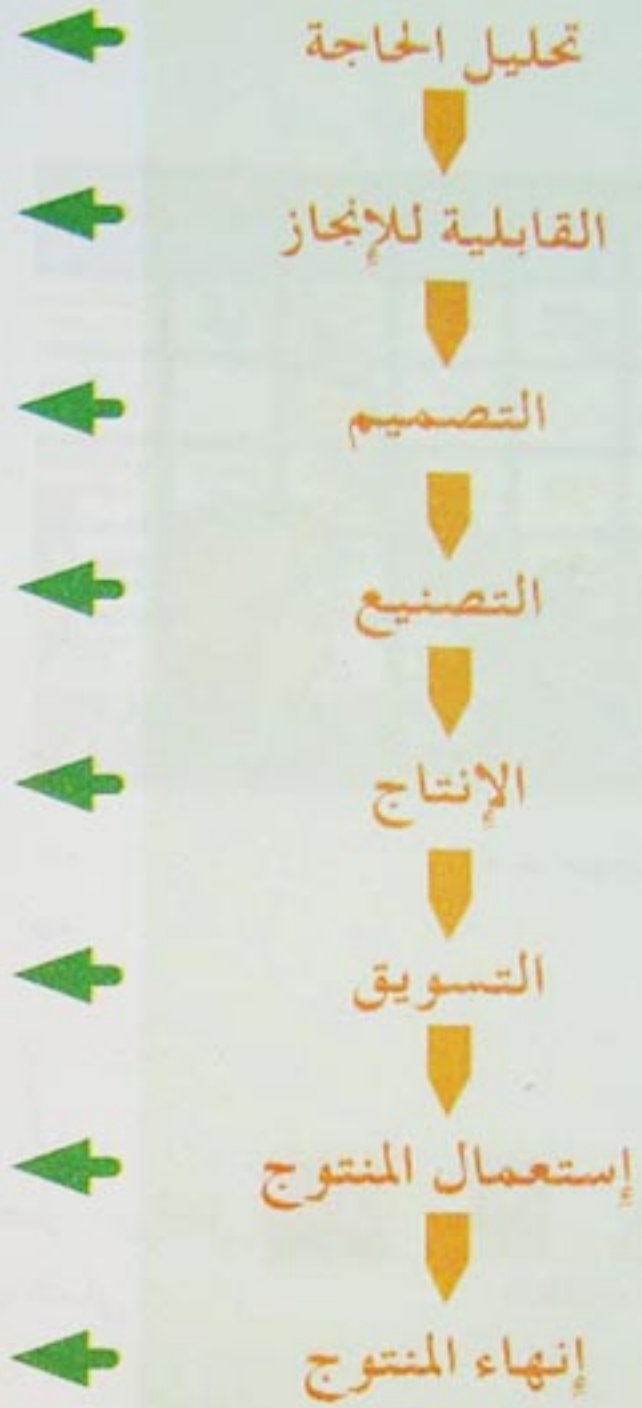 تحليل الحاجة
القابلية للإنجاز
التصميم
التصنيع
الإنتاج
التسويق
إستعمال المنتوج
إنهاء المنتوج